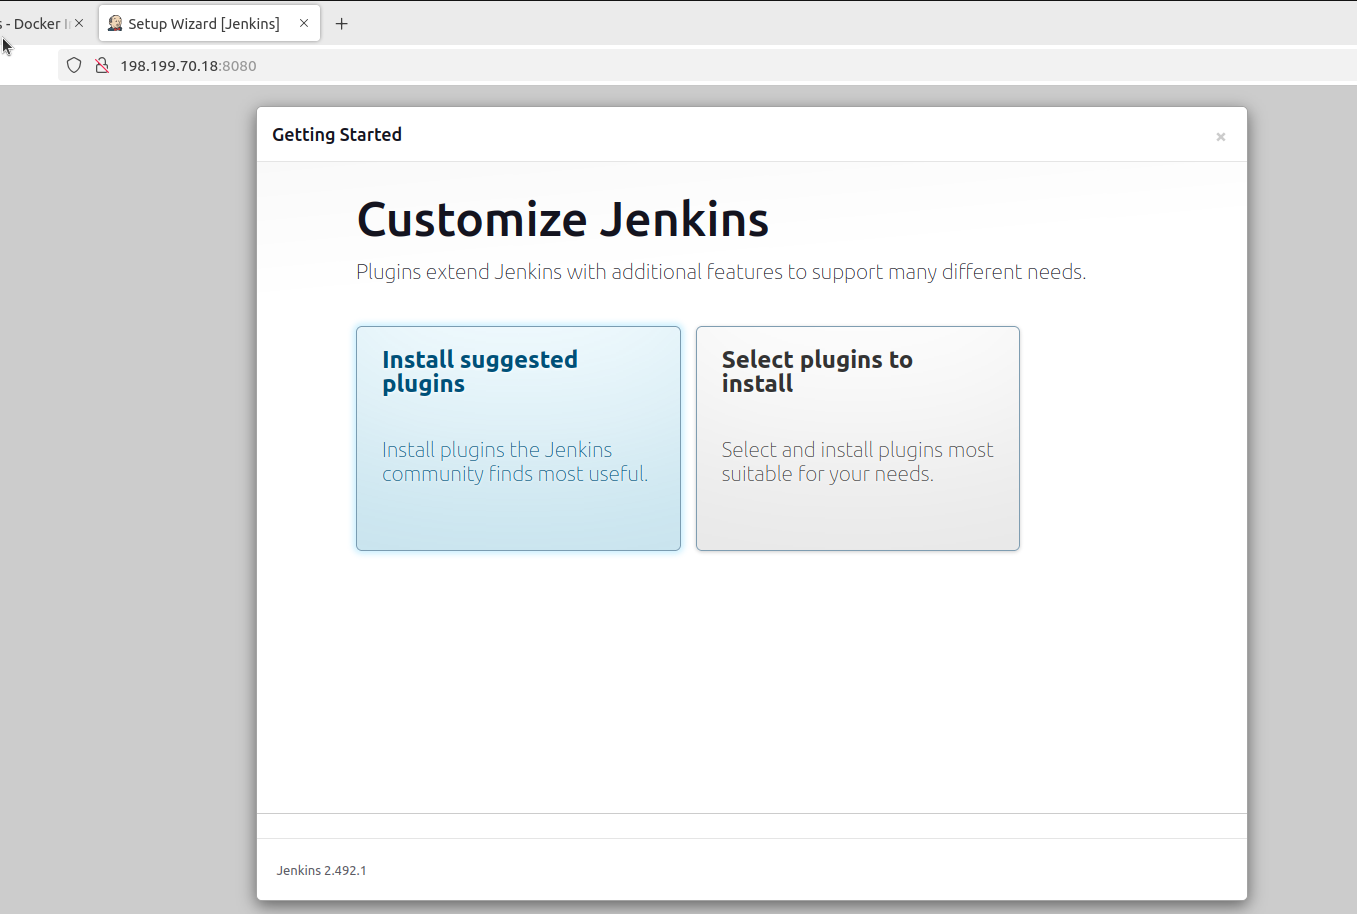 s - Docker
Setup Wizard [Jenkins]
198.199.70.18:8080
Getting Started
Customize Jenkins
Plugins extend Jenkins with additional features to support many different needs.
Install suggested
plugins
Install plugins the Jenkins
community finds most useful.
Select plugins to
install
Select and install plugins most
suitable for your needs.
Jenkins 2.492.1